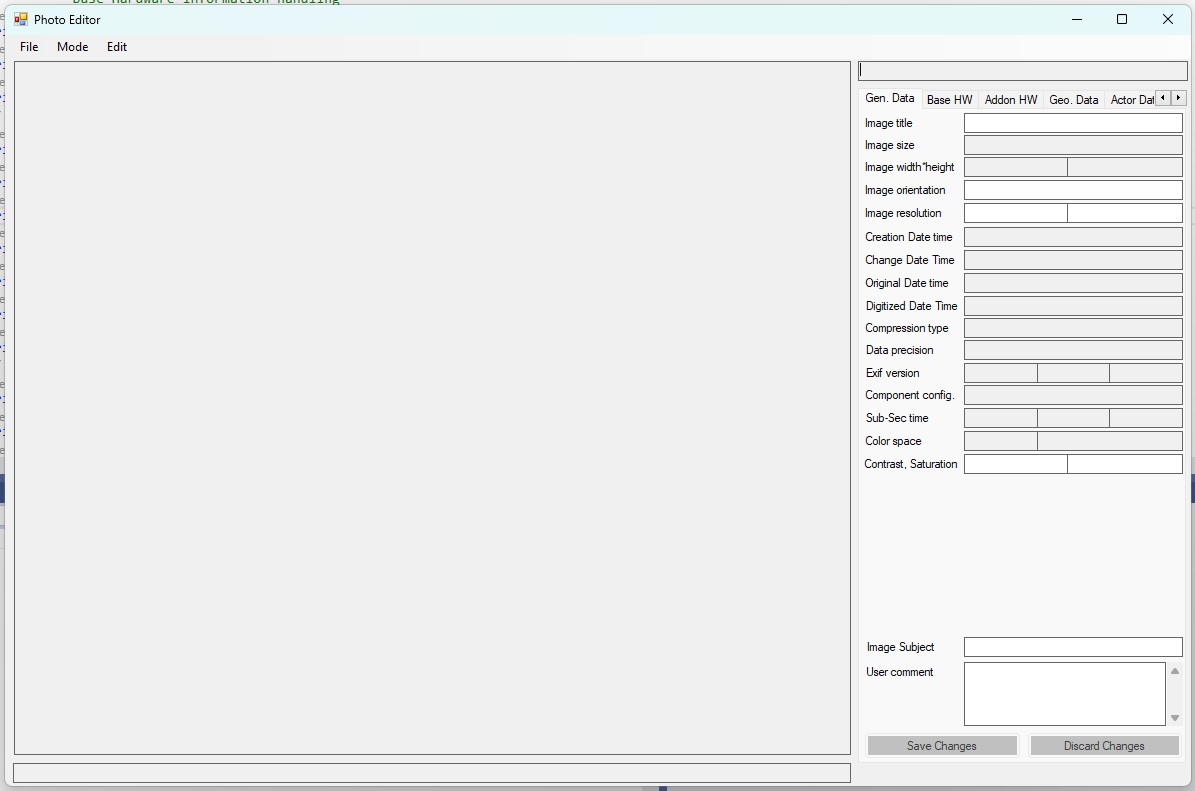 Base Hardware information handling
Photo Editor
File Mode Edit
Gen. Data Base HW Addon HW Geo. Data Actor Dat
Image title
Image size
Image width*height
Image orientation
Image resolution
Creation Date time
Change Date Time
Original Date time
Digitized Date Time
Compression type
Data precision
Exif version
Component config.
Sub-Sec time
Color space
Contrast, Saturation
Image Subject
User comment
Save Changes Discard Changes